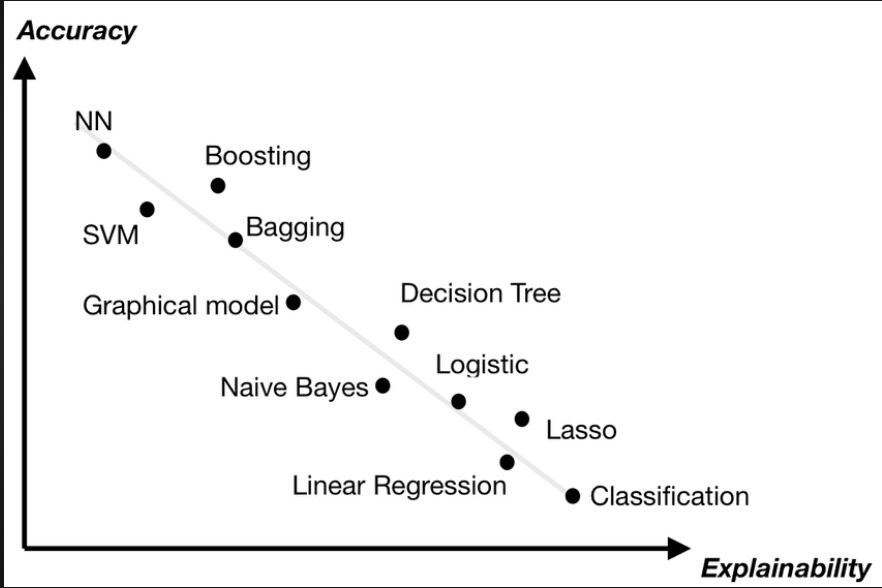 Accuracy
NN
Boosting
SVM
Bagging
Graphical model
Decision Tree
Logistic
Naive Bayes
Lasso
Linear Regression
Classification
Explainability